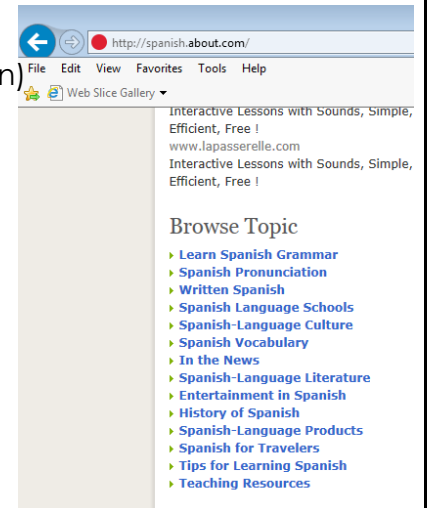 http://spanish.about.com/
n)
File Edit View Favorites Tools Help
Web Slice Gallery
Interactive Lessons with Sounds, Simple,
Efficient, Free !
www.lapasserelle.com
Interactive Lessons with Sounds, Simple,
Efficient, Free !
Browse Topic
Learn Spanish Grammar
Spanish Pronunciation
Written Spanish
Spanish Language Schools
Spanish-Language Culture
Spanish Vocabulary
In the News
Spanish-Language Literature
Entertainment in Spanish
History of Spanish
Spanish-Language Products
Spanish for Travelers
Tips for Learning Spanish
Teaching Resources